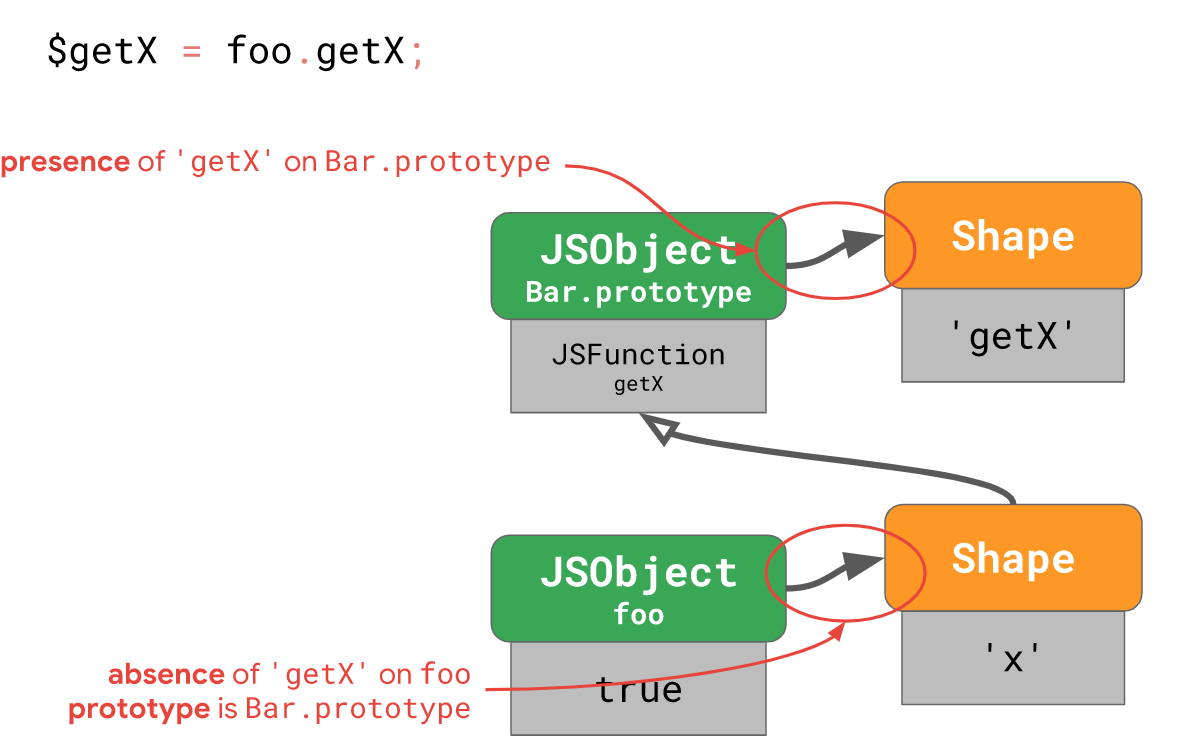 $getX = foo.getX;
presence of 'getX' on Bar.prototype
JSObject
Bar.prototype
JSFunction
getX
Shape
'getX'
JSObject
foo
true
Shape
'x'
absence of 'getX' on foo
prototype is Bar.prototype